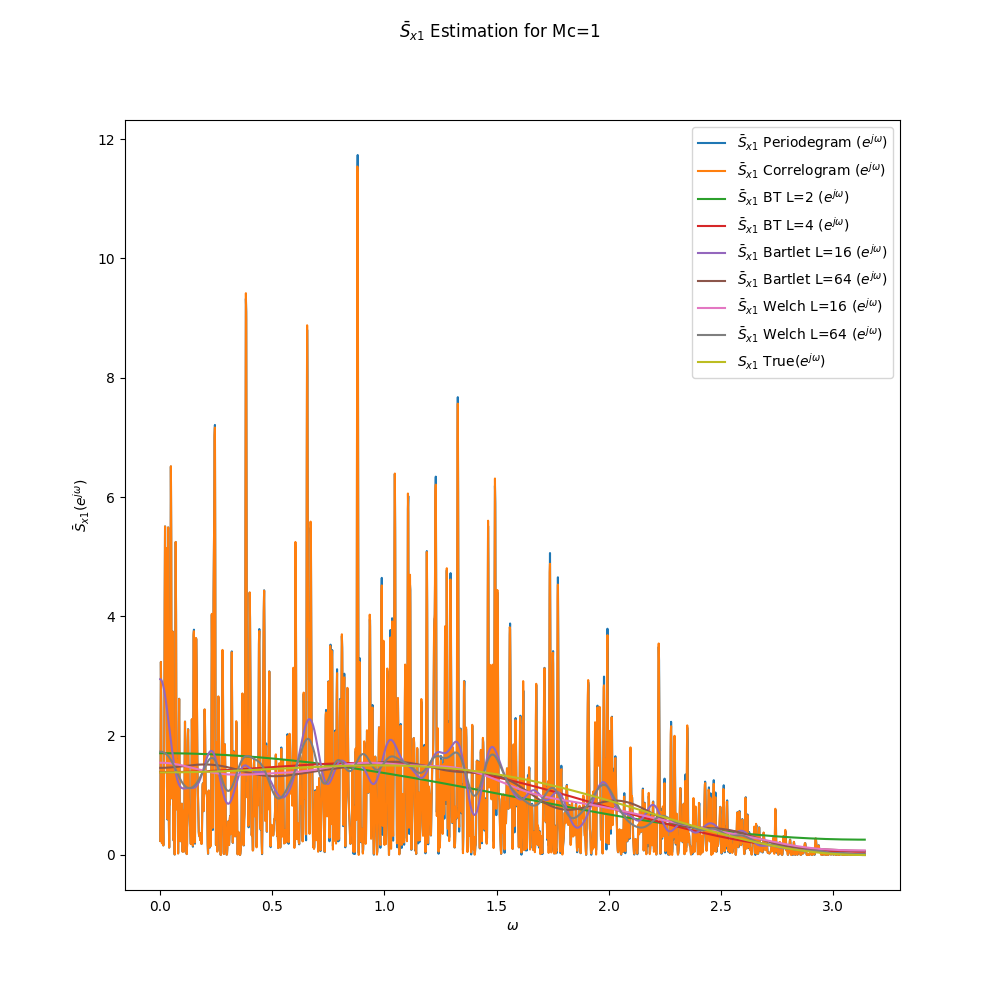 S̄x1 Estimation for Mc=1
12
10
8
6
4
2
0
S̄x1(e^jω)
0.0 0.5 1.0 1.5 2.0 2.5 3.0
ω
S̄x1 Periodegram (e^jω)
S̄x1 Correlogram (e^jω)
S̄x1 BT L=2 (e^jω)
S̄x1 BT L=4 (e^jω)
S̄x1 Bartlet L=16 (e^jω)
S̄x1 Bartlet L=64 (e^jω)
S̄x1 Welch L=16 (e^jω)
S̄x1 Welch L=64 (e^jω)
Sx1 True(e^jω)